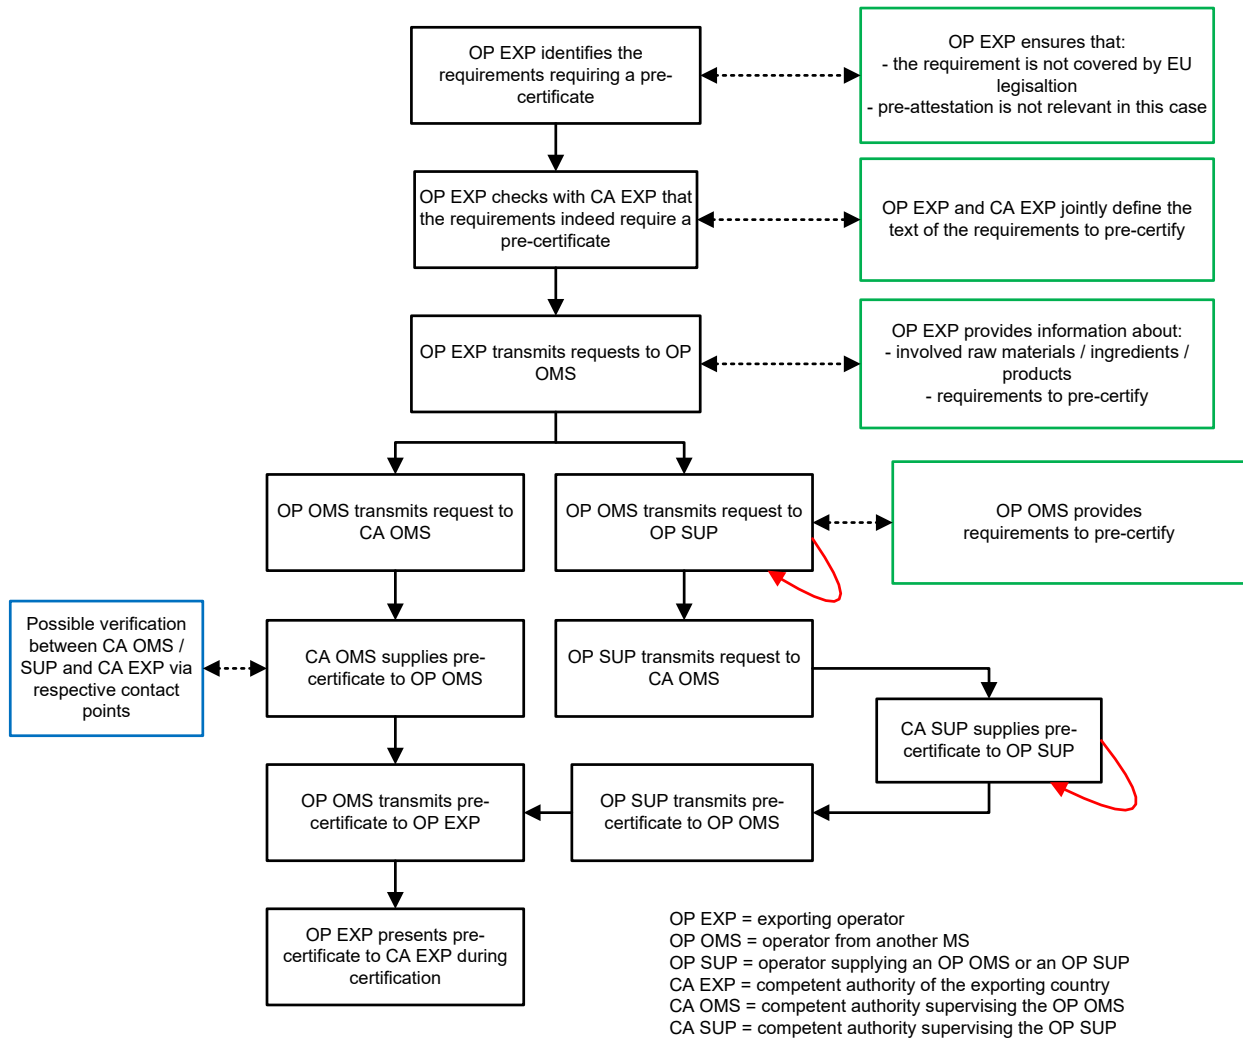 OP EXP identifies the
requirements requiring a pre-
certificate
OP EXP ensures that:
- the requirement is not covered by EU
legisaltion
- pre-attestation is not relevant in this case
OP EXP checks with CA EXP that
the requirements indeed require a
pre-certificate
OP EXP and CA EXP jointly define the
text of the requirements to pre-certify
OP EXP transmits requests to OP
OMS
OP EXP provides information about:
- involved raw materials / ingredients /
products
- requirements to pre-certify
OP OMS transmits request to
CA OMS
OP OMS transmits request to
OP SUP
OP OMS provides
requirements to pre-certify
Possible verification
between CA OMS /
SUP and CA EXP via
respective contact
points
CA OMS supplies pre-
certificate to OP OMS
OP SUP transmits request to
CA OMS
CA SUP supplies pre-
certificate to OP SUP
OP OMS transmits pre-
certificate to OP EXP
OP SUP transmits pre-
certificate to OP OMS
OP EXP presents pre-
certificate to CA EXP during
certification
OP EXP = exporting operator
OP OMS = operator from another MS
OP SUP = operator supplying an OP OMS or an OP SUP
CA EXP = competent authority of the exporting country
CA OMS = competent authority supervising the OP OMS
CA SUP = competent authority supervising the OP SUP